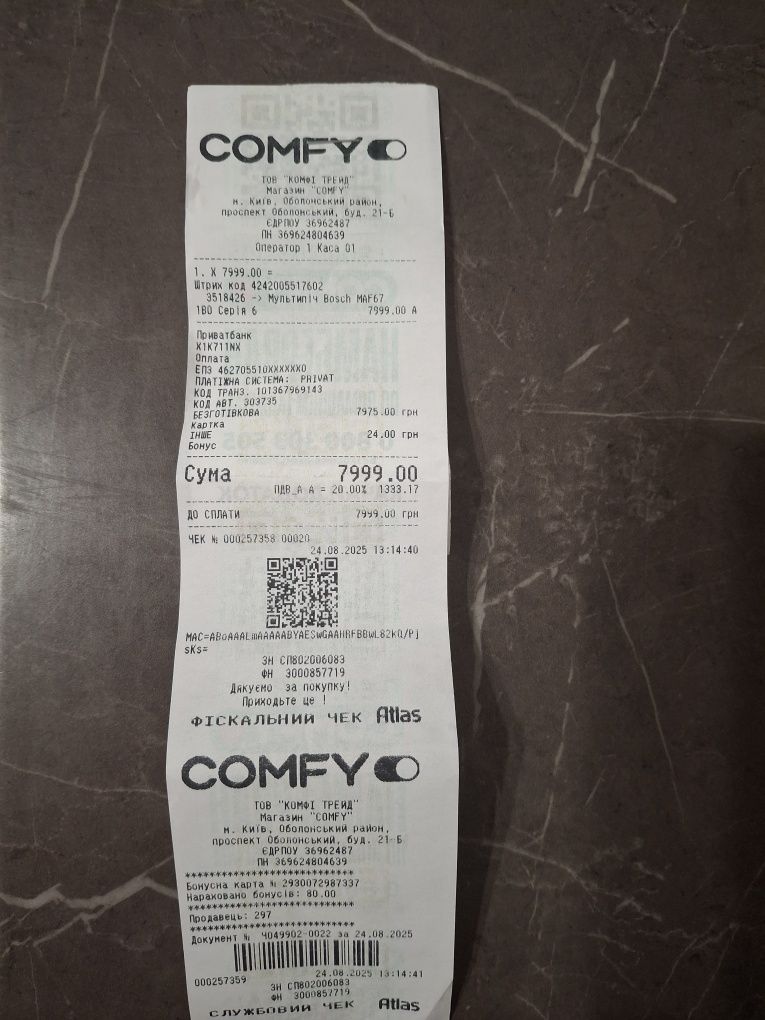 COMFY
ТОВ "КОМФІ ТРЕЙД"
Магазин "COMFY"
м. Київ, Оболонський район,
проспект Оболонський, буд. 21-Б
ЄДРПОУ 36962487
ПН 369624804639
Оператор 1 Каса 01
1. X 7999.00 =
Штрих код 4242005517602
3518426 -> Мультипіч Bosch MAF67
1B0 Серія 6 7999.00 А
Приватбанк
X1K711NX
Оплата
ЕПЗ 462705510XXXXXX0
ПЛАТІЖНА СИСТЕМА: PRIVAT
КОД ТРАНЗ. 101367969143
КОД АВТ. 303735
БЕЗГОТІВКОВА 7975.00 грн
Картка
ІНШЕ 24.00 грн
Бонус
Сума 7999.00
ПДВ_А А = 20.00% 1333.17
ДО СПЛАТИ 7999.00 грн
ЧЕК № 000257358 00020
24.08.2025 13:14:40
sKs=
ЗН СП802006083
ФН 3000857719
Дякуємо за покупку!
Приходьте ще !
ФІСКАЛЬНИЙ ЧЕК Atlas
COMFY
ТОВ "КОМФІ ТРЕЙД"
Магазин "COMFY"
м. Київ, Оболонський район,
проспект Оболонський, буд. 21-Б
ЄДРПОУ 36962487
ПН 369624804639
****************************
Бонусна карта № 2930072987337
Нараховано бонусів: 80.00
****************************
Продавець: 297
****************************
Документ № Ч049902-0022 за 24.08.2025
000257359 24.08.2025 13:14:41
ЗН СП802006083
ФН 3000857719
СЛУЖБОВИЙ ЧЕК Atlas